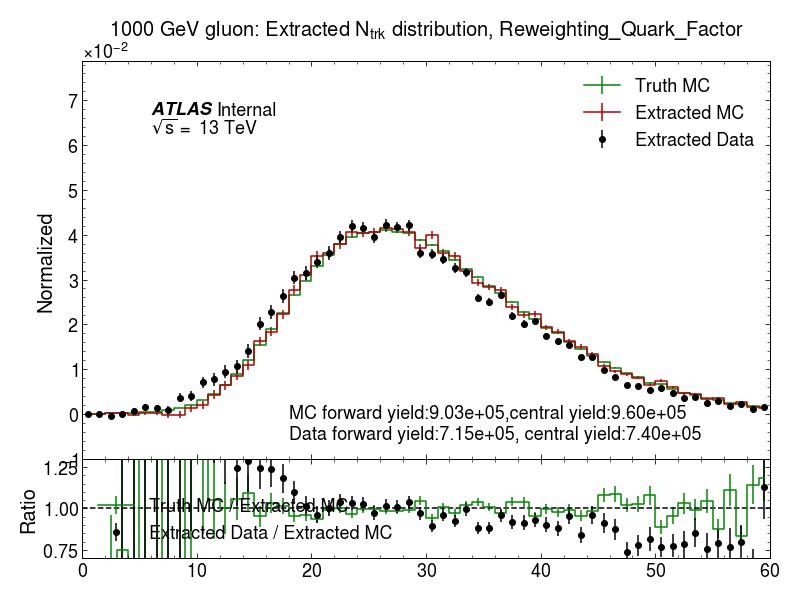 1000 GeV gluon: Extracted Ntrk distribution, Reweighting_Quark_Factor
×10−2
ATLAS Internal
√s = 13 TeV
Truth MC
Extracted MC
Extracted Data
Normalized
7
6
5
4
3
2
1
0
1
MC forward yield:9.03e+05,central yield:9.60e+05
Data forward yield:7.15e+05, central yield:7.40e+05
Ratio
1.25
1.00
0.75
Truth MC / Extracted MC
Extracted Data / Extracted MC
0 10 20 30 40 50 60